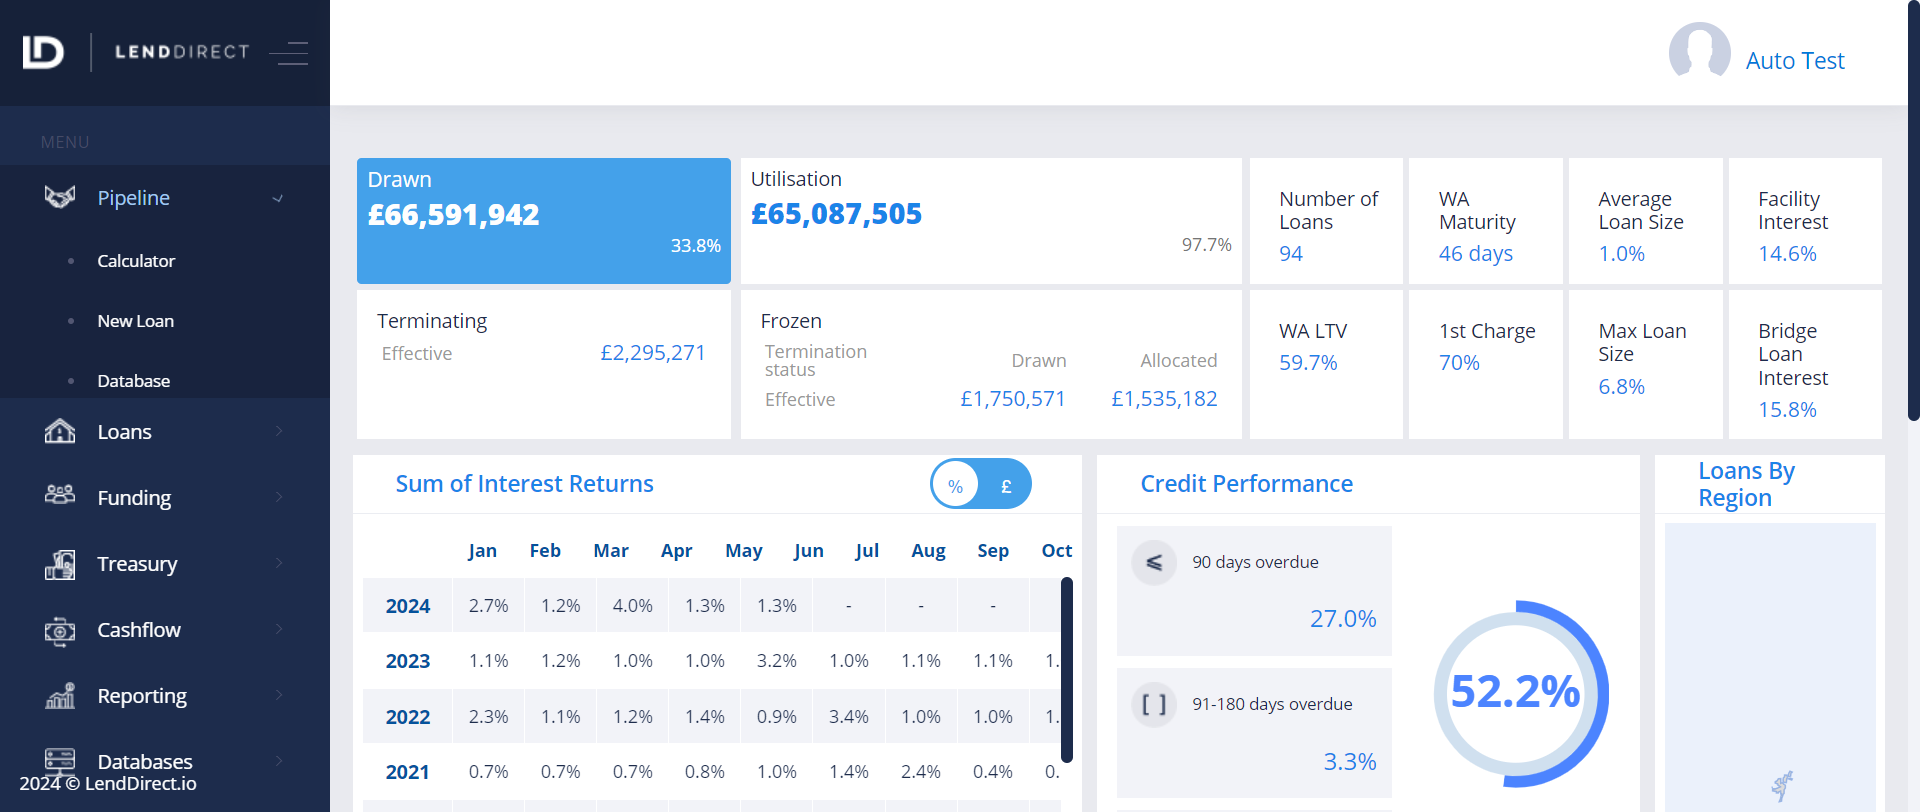 LD LENDDIRECT
Auto Test
MENU
Pipeline
Calculator
New Loan
Database
Loans
Funding
Treasury
Cashflow
Reporting
Databases
2024 © LendDirect.io
Drawn
£66,591,942
33.8%
Utilisation
£65,087,505
97.7%
Number of
Loans
94
WA
Maturity
46 days
Average
Loan Size
1.0%
Facility
Interest
14.6%
Terminating
Effective £2,295,271
Frozen
Termination
status Drawn Allocated
Effective £1,750,571 £1,535,182
WA LTV
59.7%
1st Charge
70%
Max Loan
Size
6.8%
Bridge
Loan
Interest
15.8%
Sum of Interest Returns % £
Jan Feb Mar Apr May Jun Jul Aug Sep Oct
2024 2.7% 1.2% 4.0% 1.3% 1.3% - - -
2023 1.1% 1.2% 1.0% 1.0% 3.2% 1.0% 1.1% 1.1% 1.
2022 2.3% 1.1% 1.2% 1.4% 0.9% 3.4% 1.0% 1.0% 1.
2021 0.7% 0.7% 0.7% 0.8% 1.0% 1.4% 2.4% 0.4% 0.
Credit Performance
⩽ 90 days overdue
27.0%
[ ] 91-180 days overdue
3.3%
52.2%
Loans By
Region